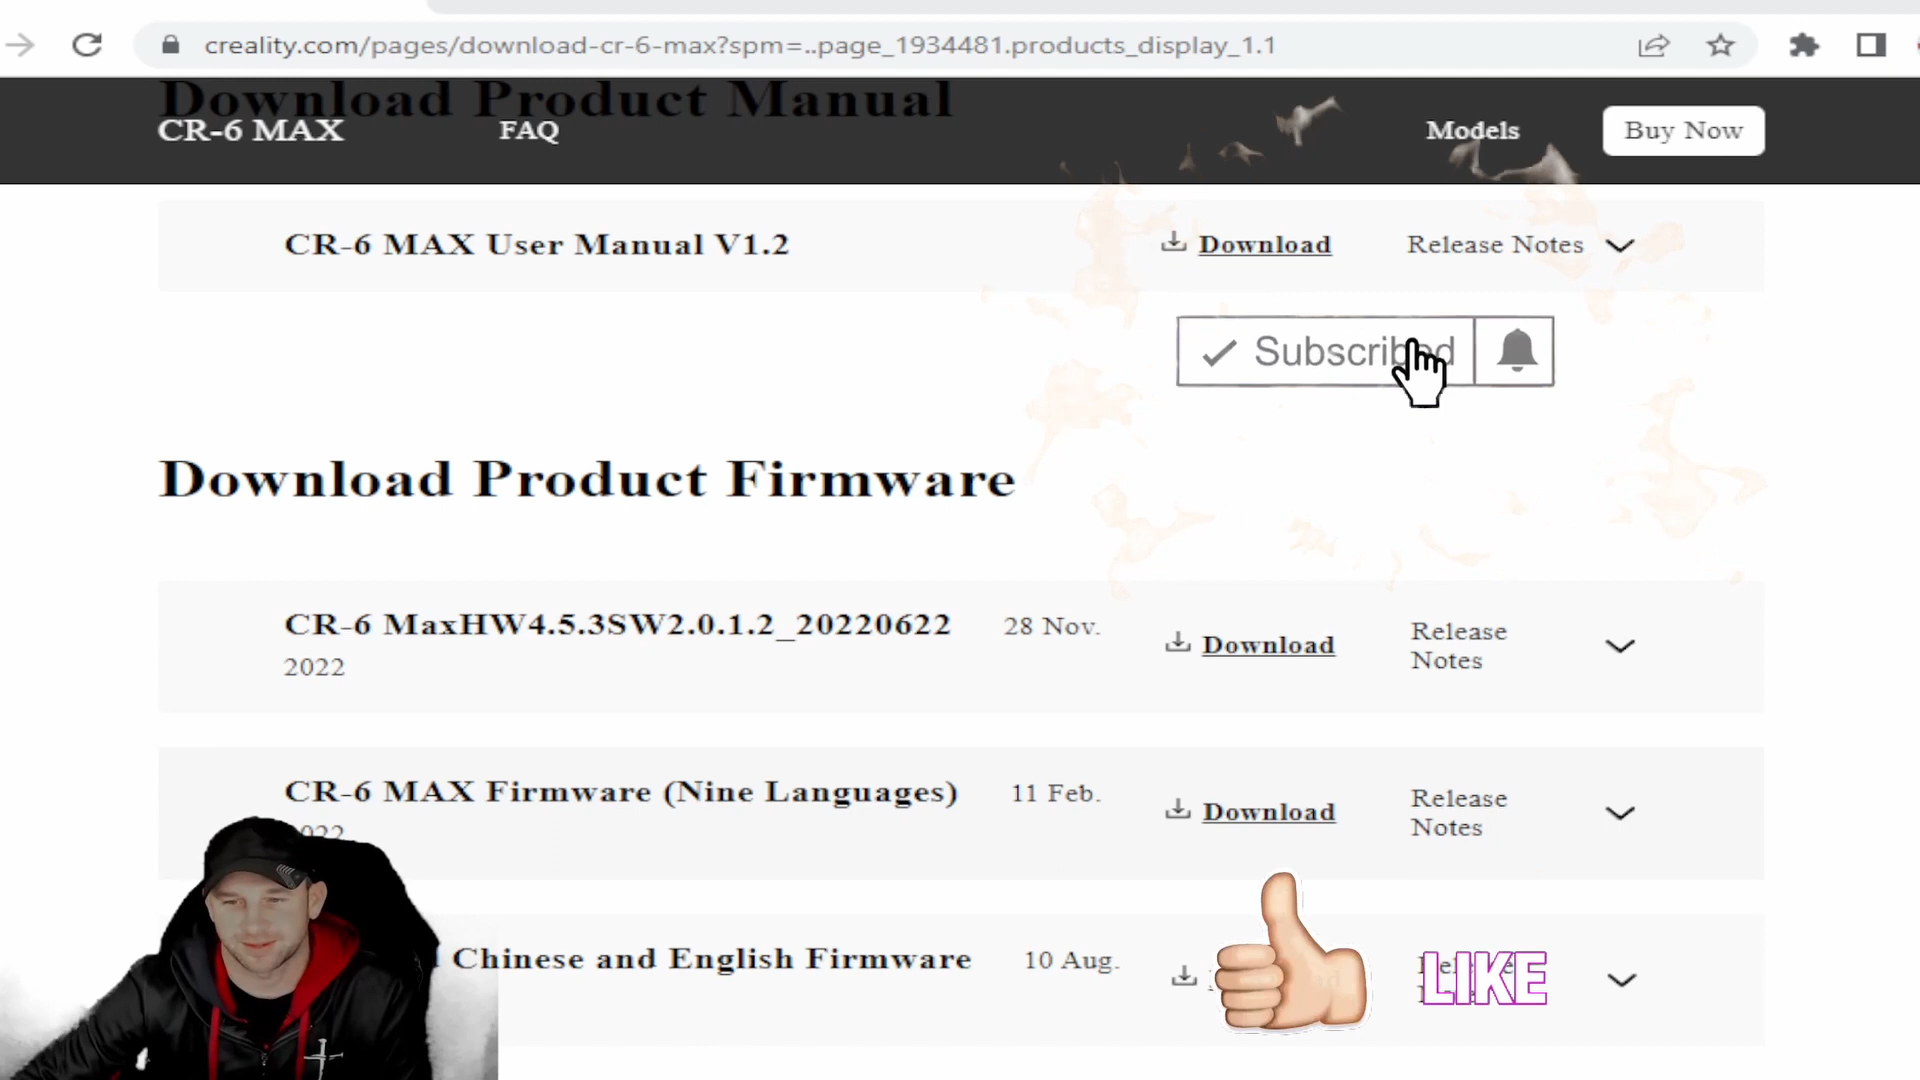 creality.com/pages/download-cr-6-max?spm=..page_1934481.products_display_1.1
Download Product Manual
CR-6 MAX FAQ Models Buy Now
CR-6 MAX User Manual V1.2 Download Release Notes
Subscribed
Download Product Firmware
CR-6 MaxHW4.5.3SW2.0.1.2_20220622 28 Nov. Download Release Notes
2022
CR-6 MAX Firmware (Nine Languages) 11 Feb. Download Release Notes
2022
Chinese and English Firmware 10 Aug.
LIKE